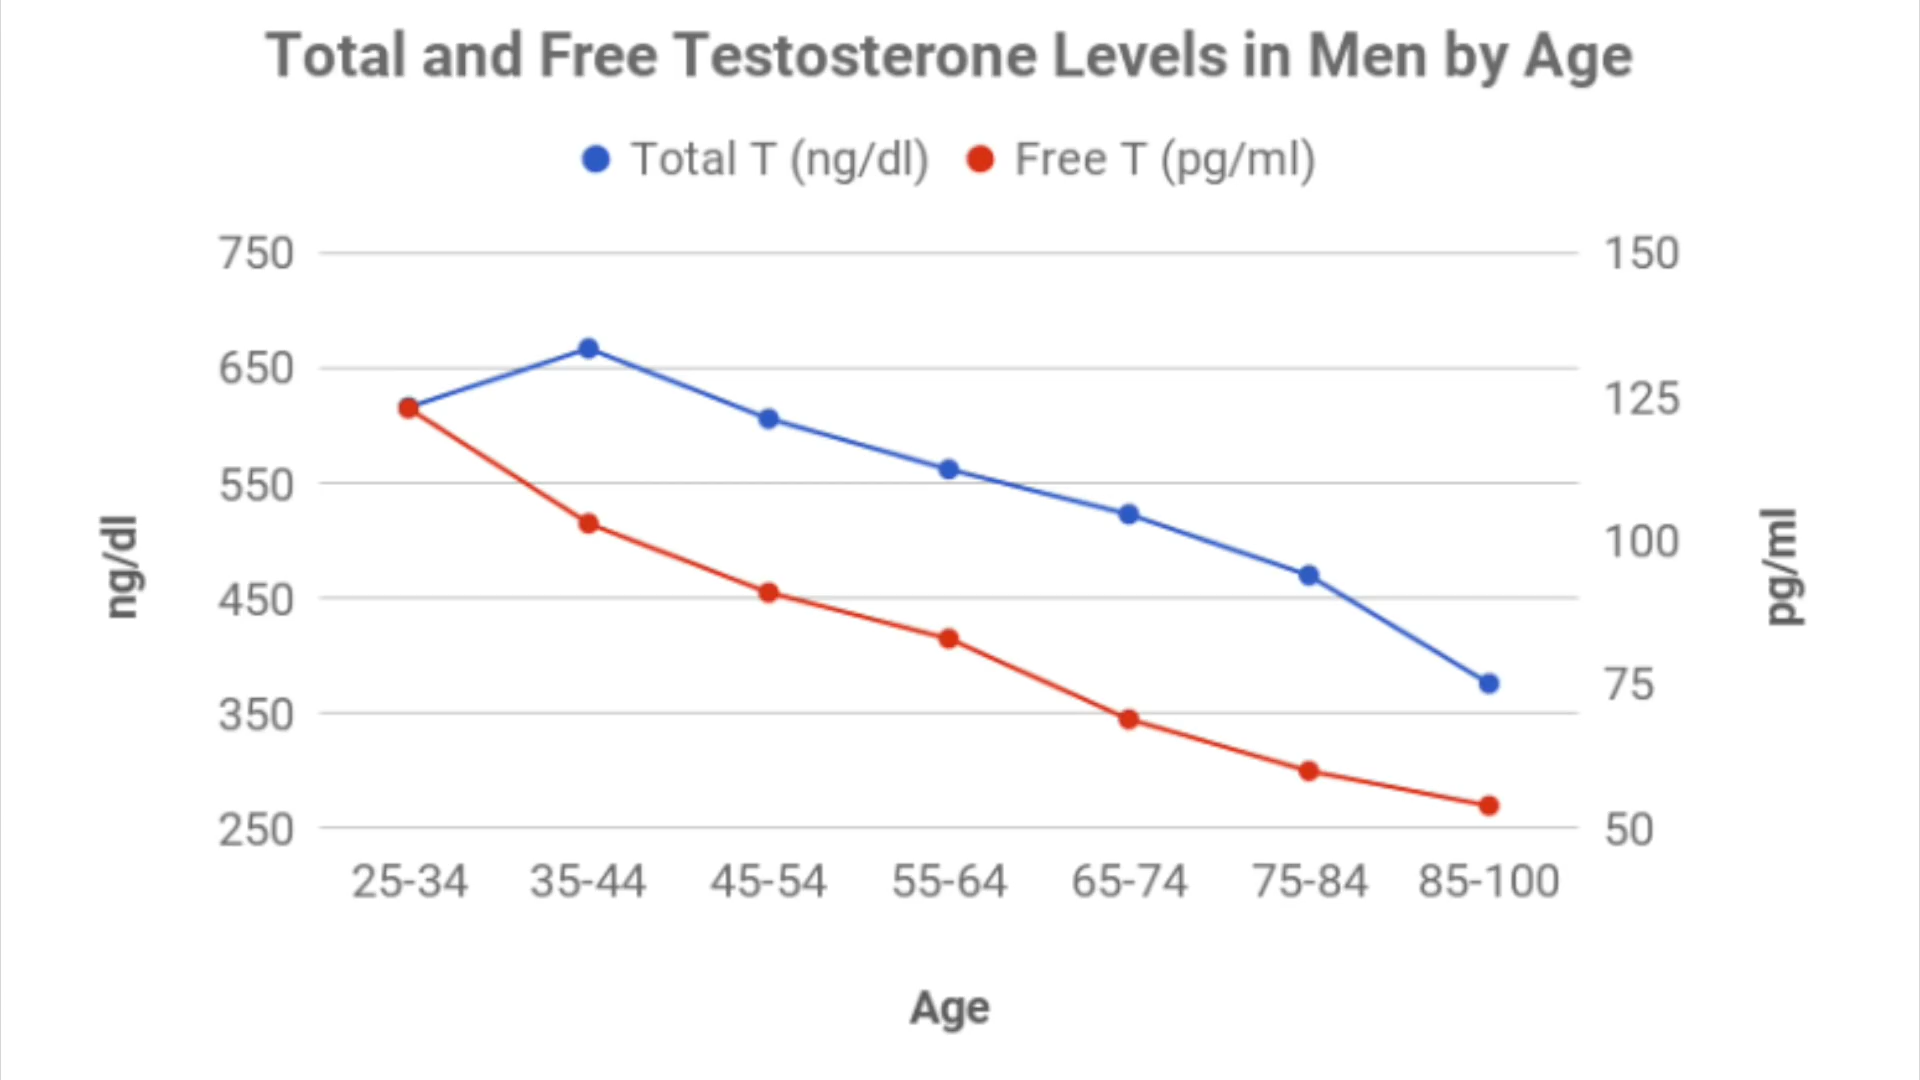 Total and Free Testosterone Levels in Men by Age
Total T (ng/dl) Free T (pg/ml)
750 150
650
125
550
100
450
75
350
250 50
ng/dl
pg/ml
25-34 35-44 45-54 55-64 65-74 75-84 85-100
Age